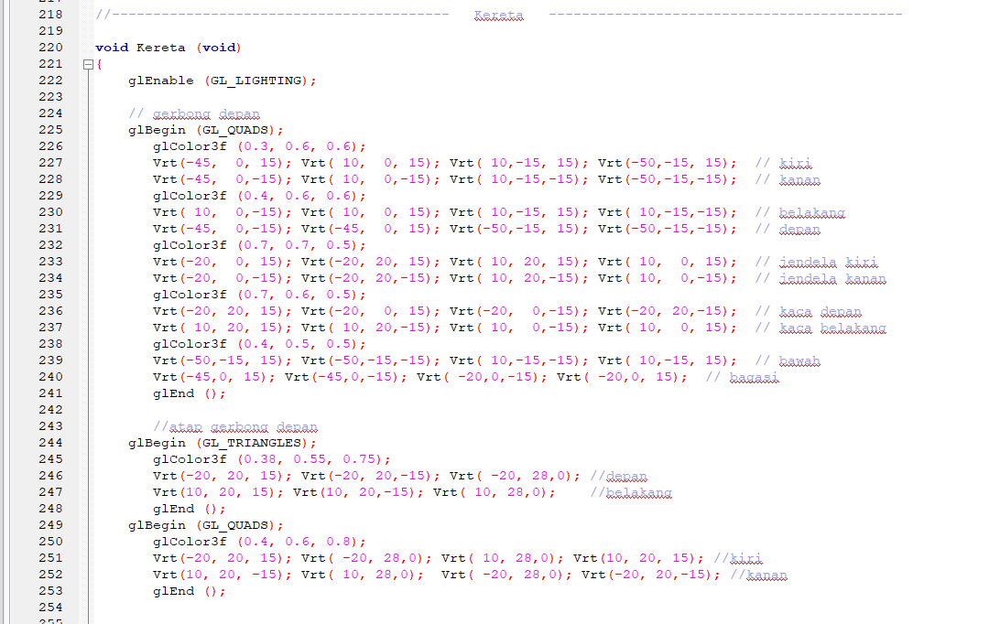 218 //----------------------------------------- Kereta -------------------------------------------
219
220 void Kereta (void)
221 {
222 glEnable (GL_LIGHTING);
223
224 // gerbong depan
225 glBegin (GL_QUADS);
226 glColor3f (0.3, 0.6, 0.6);
227 Vrt(-45, 0, 15); Vrt( 10, 0, 15); Vrt( 10,-15, 15); Vrt(-50,-15, 15); // kiri
228 Vrt(-45, 0,-15); Vrt( 10, 0,-15); Vrt( 10,-15,-15); Vrt(-50,-15,-15); // kanan
229 glColor3f (0.4, 0.6, 0.6);
230 Vrt( 10, 0,-15); Vrt( 10, 0, 15); Vrt( 10,-15, 15); Vrt( 10,-15,-15); // belakang
231 Vrt(-45, 0,-15); Vrt(-45, 0, 15); Vrt(-50,-15, 15); Vrt(-50,-15,-15); // depan
232 glColor3f (0.7, 0.7, 0.5);
233 Vrt(-20, 0, 15); Vrt(-20, 20, 15); Vrt( 10, 20, 15); Vrt( 10, 0, 15); // jendela kiri
234 Vrt(-20, 0,-15); Vrt(-20, 20,-15); Vrt( 10, 20,-15); Vrt( 10, 0,-15); // jendela kanan
235 glColor3f (0.7, 0.6, 0.5);
236 Vrt(-20, 20, 15); Vrt(-20, 0, 15); Vrt(-20, 0,-15); Vrt(-20, 20,-15); // kaca depan
237 Vrt( 10, 20, 15); Vrt( 10, 20,-15); Vrt( 10, 0,-15); Vrt( 10, 0, 15); // kaca belakang
238 glColor3f (0.4, 0.5, 0.5);
239 Vrt(-50,-15, 15); Vrt(-50,-15,-15); Vrt( 10,-15,-15); Vrt( 10,-15, 15); // bawah
240 Vrt(-45,0, 15); Vrt(-45,0,-15); Vrt( -20,0,-15); Vrt( -20,0, 15); // bagasi
241 glEnd ();
242
243 //atap gerbong depan
244 glBegin (GL_TRIANGLES);
245 glColor3f (0.38, 0.55, 0.75);
246 Vrt(-20, 20, 15); Vrt(-20, 20,-15); Vrt( -20, 28,0); //depan
247 Vrt(10, 20, 15); Vrt(10, 20,-15); Vrt( 10, 28,0); //belakang
248 glEnd ();
249 glBegin (GL_QUADS);
250 glColor3f (0.4, 0.6, 0.8);
251 Vrt(-20, 20, 15); Vrt( -20, 28,0); Vrt( 10, 28,0); Vrt(10, 20, 15); //kiri
252 Vrt(10, 20, -15); Vrt( 10, 28,0); Vrt( -20, 28,0); Vrt(-20, 20,-15); //kanan
253 glEnd ();
254